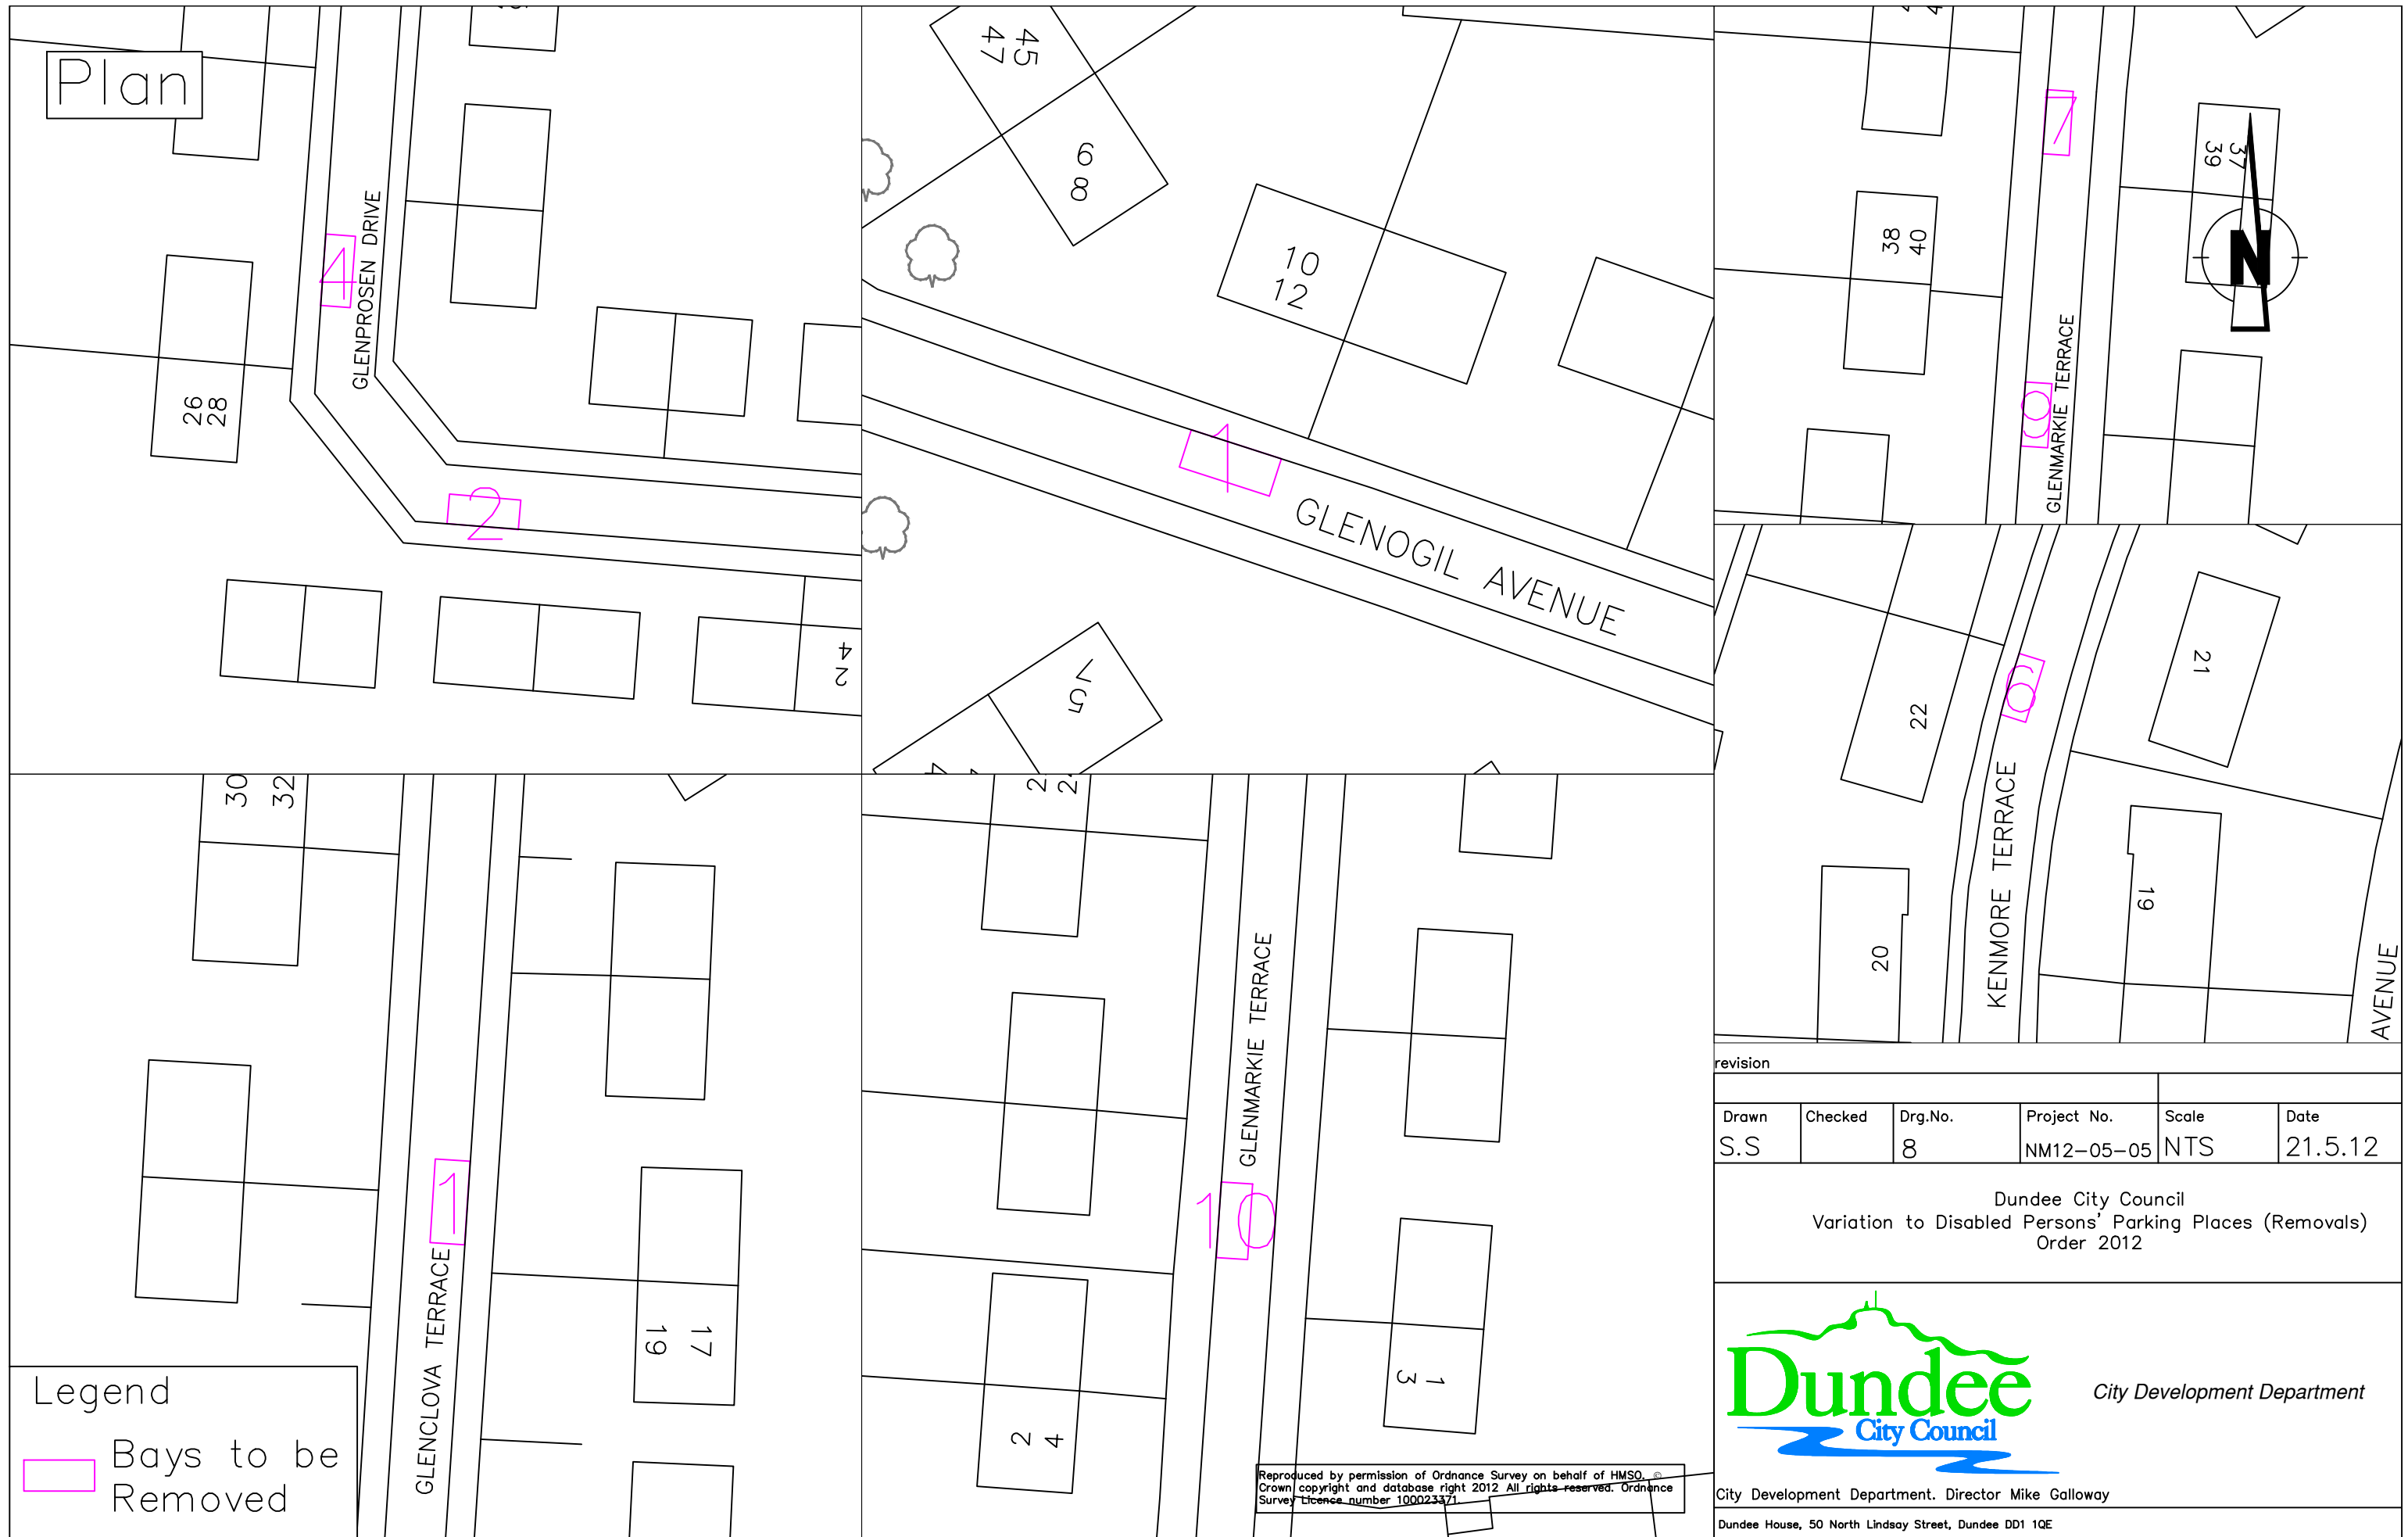 Plan
4
GLENPROSEN DRIVE
26
28
2
2
4
45
47
6
8
10
12
1
GLENOGIL AVENUE
5
7
7
37
39
38
40
9
GLENMARKIE TERRACE
N
21
6
22
KENMORE TERRACE
19
20
AVENUE
30
32
1
GLENCLOVA TERRACE
17
19
Legend
Bays to be
Removed
GLENMARKIE TERRACE
10
1
3
2
4
Reproduced by permission of Ordnance Survey on behalf of HMSO. ©
Crown copyright and database right 2012 All rights reserved. Ordnance
Survey Licence number 100023371.
revision
Drawn Checked Drg.No. Project No. Scale Date
S.S 8 NM12-05-05 NTS 21.5.12
Dundee City Council
Variation to Disabled Persons' Parking Places (Removals)
Order 2012
Dundee
City Council
City Development Department
City Development Department. Director Mike Galloway
Dundee House, 50 North Lindsay Street, Dundee DD1 1QE